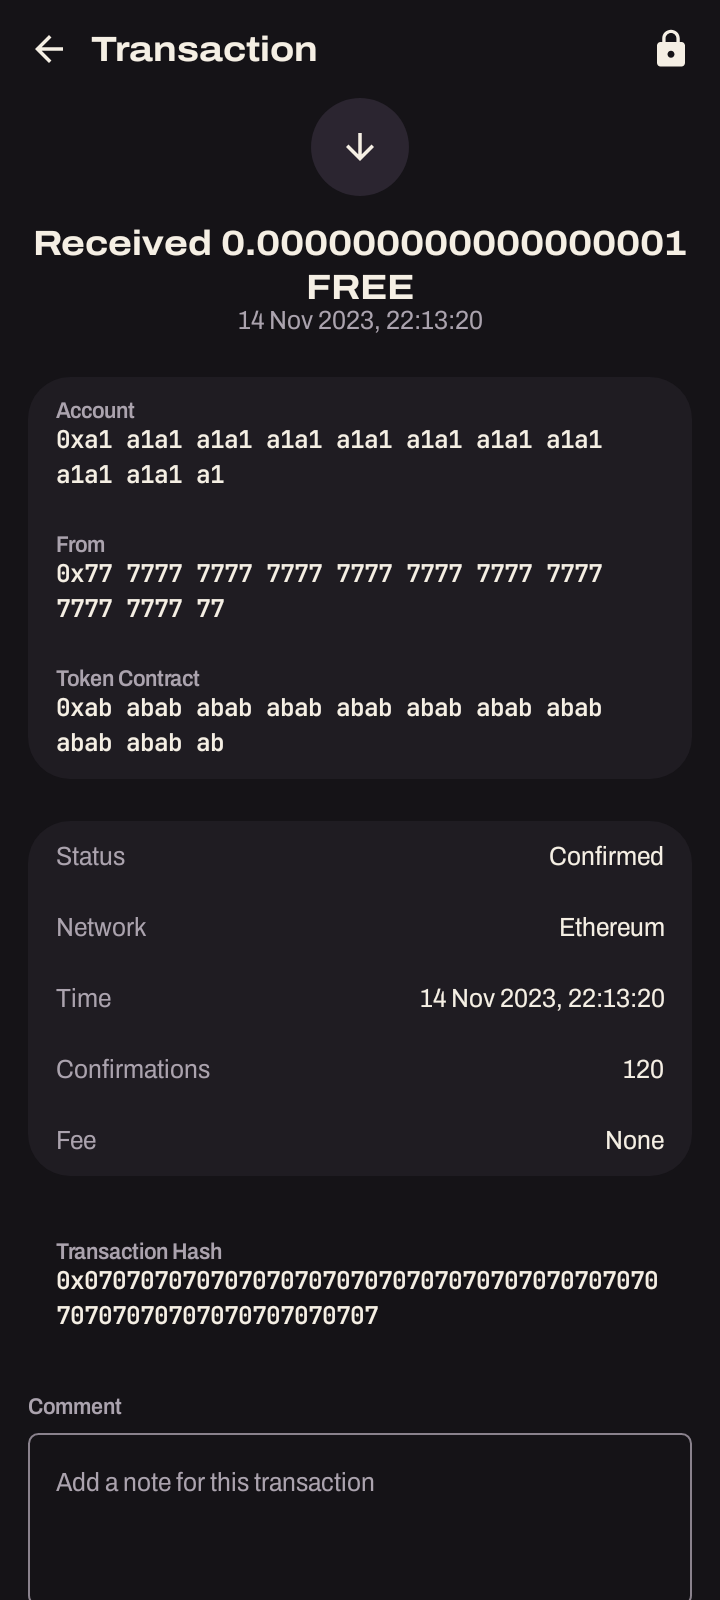 Transaction
Received 0.000000000000000001
FREE
14 Nov 2023, 22:13:20
Account
0xa1 a1a1 a1a1 a1a1 a1a1 a1a1 a1a1 a1a1
a1a1 a1a1 a1
From
0x77 7777 7777 7777 7777 7777 7777 7777
7777 7777 77
Token Contract
0xab abab abab abab abab abab abab abab
abab abab ab
Status
Confirmed
Network
Ethereum
Time
14 Nov 2023, 22:13:20
Confirmations
120
Fee
None
Transaction Hash
0x07070707070707070707070707070707070707070
70707070707070707070707
Comment
Add a note for this transaction